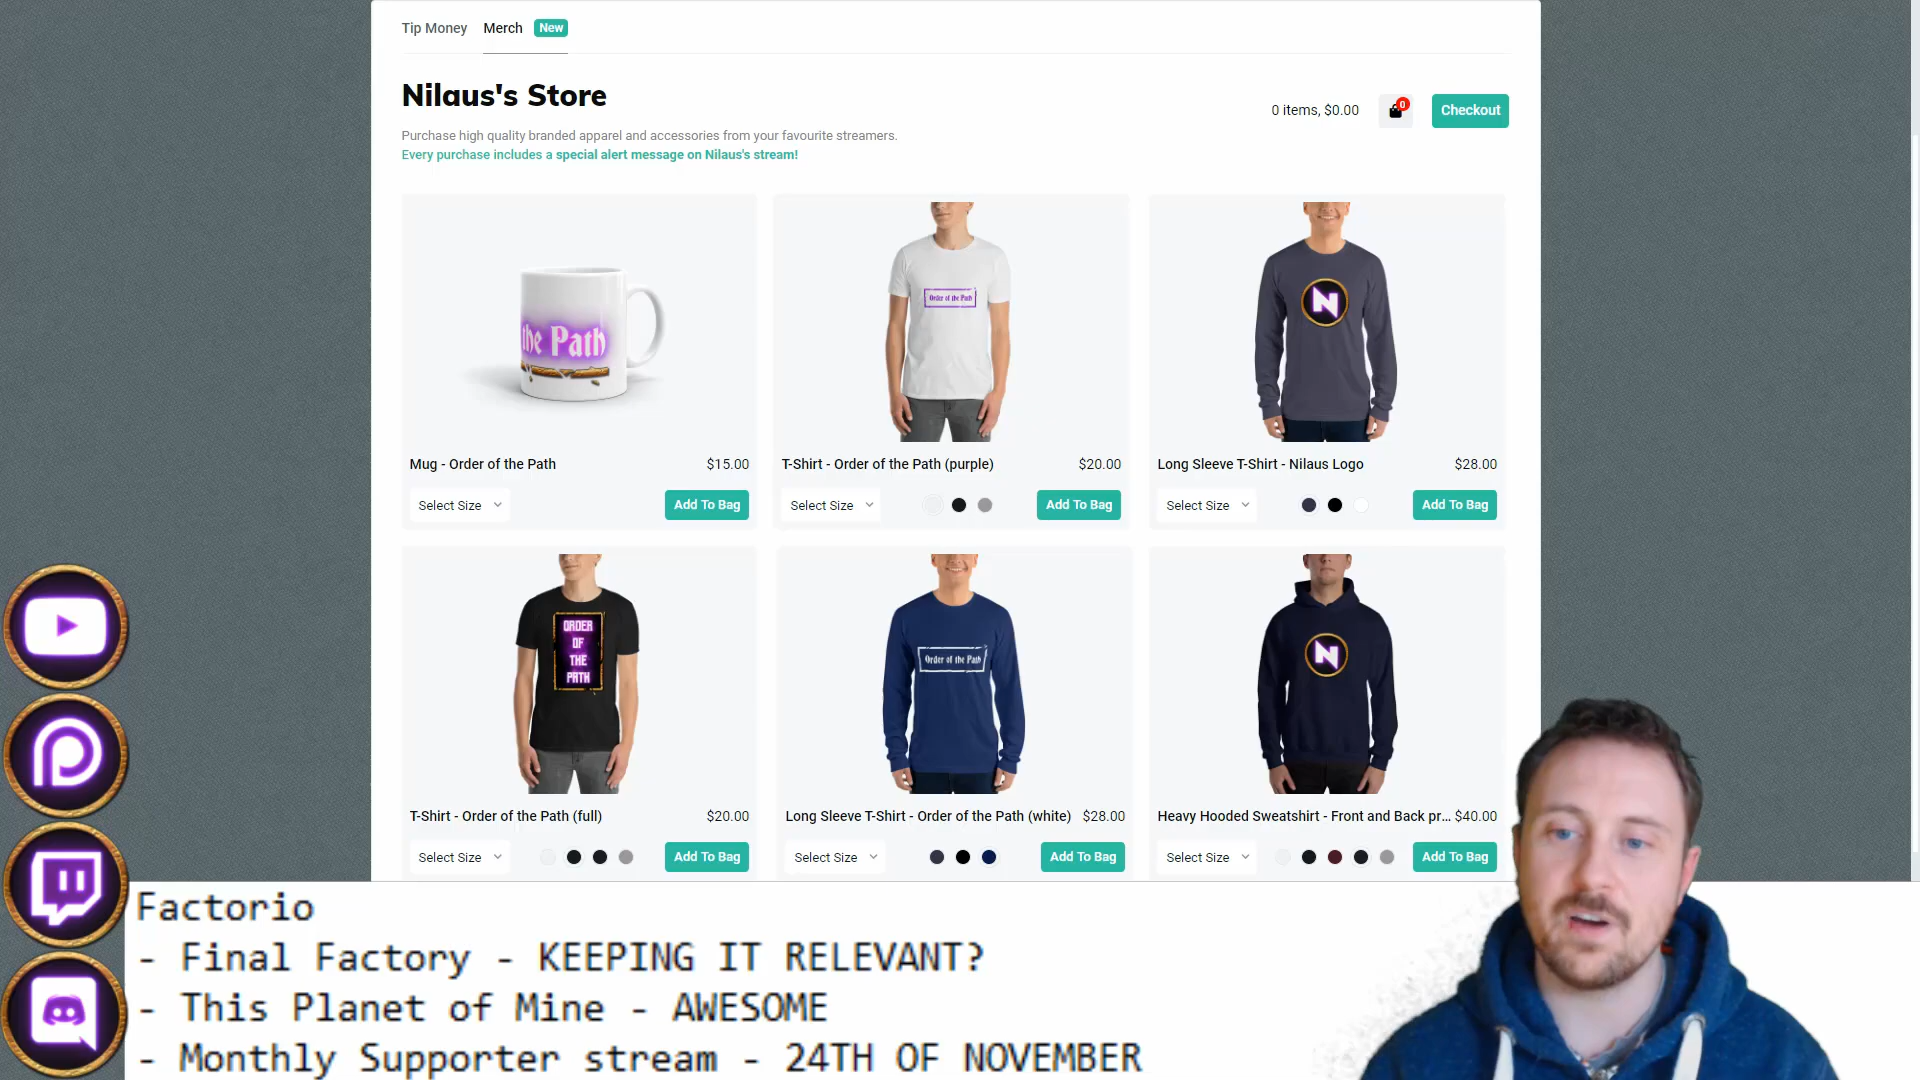 Tip Money
Merch
New
Nilaus's Store
0 items, $0.00
0
Checkout
Purchase high quality branded apparel and accessories from your favourite streamers.
Every purchase includes a special alert message on Nilaus's stream!
the Path
Order of the Path
N
Mug - Order of the Path
$15.00
T-Shirt - Order of the Path (purple)
$20.00
Long Sleeve T-Shirt - Nilaus Logo
$28.00
Select Size
Add To Bag
Select Size
Add To Bag
Select Size
Add To Bag
ORDER
OF
THE
PATH
Order of the Path
N
T-Shirt - Order of the Path (full)
$20.00
Long Sleeve T-Shirt - Order of the Path (white)
$28.00
Heavy Hooded Sweatshirt - Front and Back pr...
$40.00
Select Size
Add To Bag
Select Size
Add To Bag
Select Size
Add To Bag
Factorio
- Final Factory - KEEPING IT RELEVANT?
- This Planet of Mine - AWESOME
- Monthly Supporter stream - 24TH OF NOVEMBER